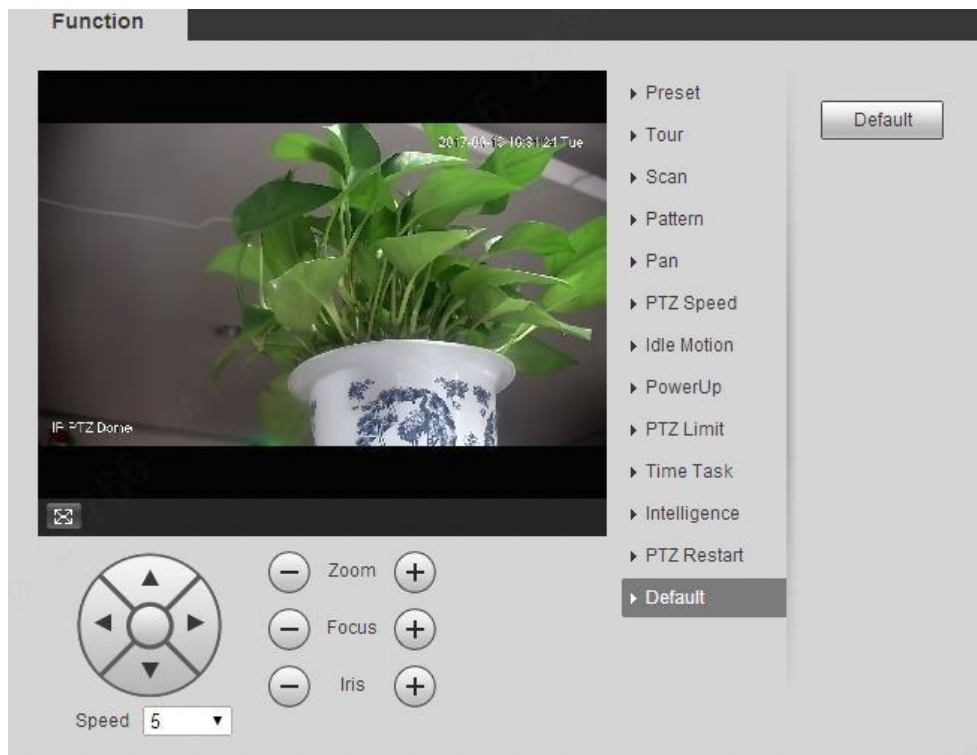 Function
Tue
PTZ Dome
Preset
Tour
Scan
Pattern
Pan
PTZ Speed
Idle Motion
PowerUp
PTZ Limit
Time Task
Intelligence
PTZ Restart
Default
Default
Zoom
Focus
Iris
Speed 5